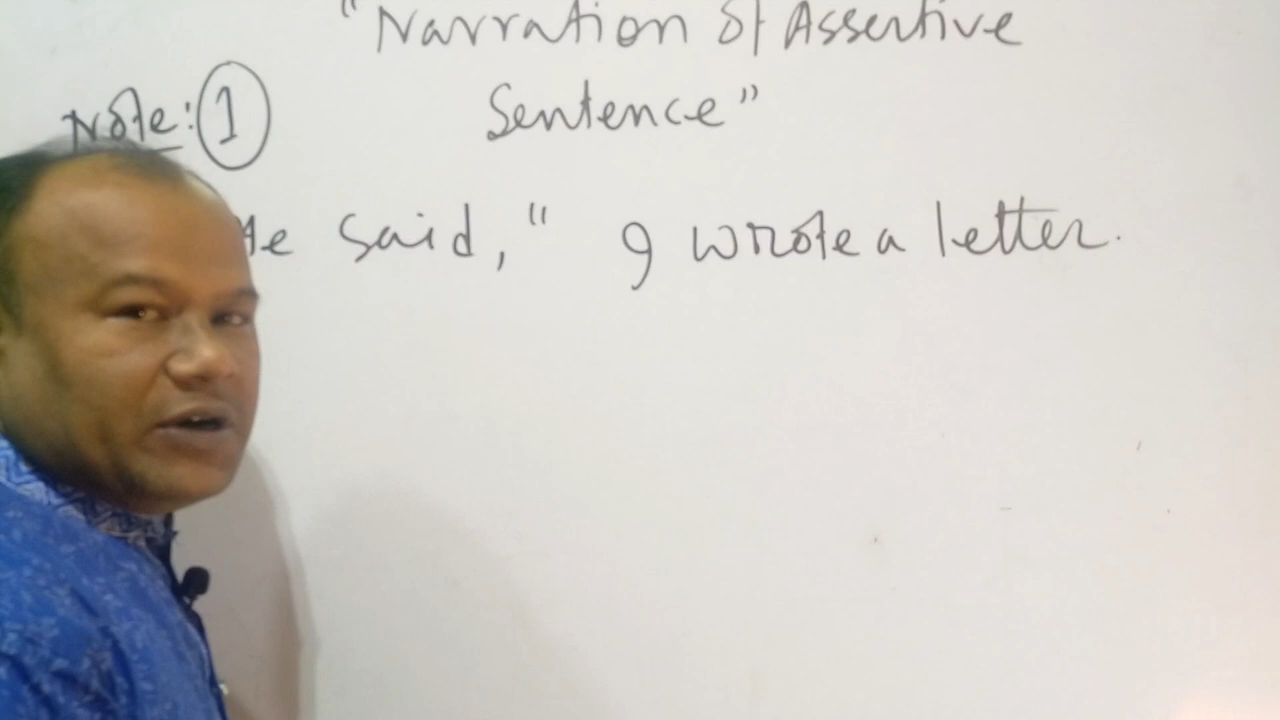 "Narration of Assertive
Sentence"
Note: 1
He said, " I wrote a letter.